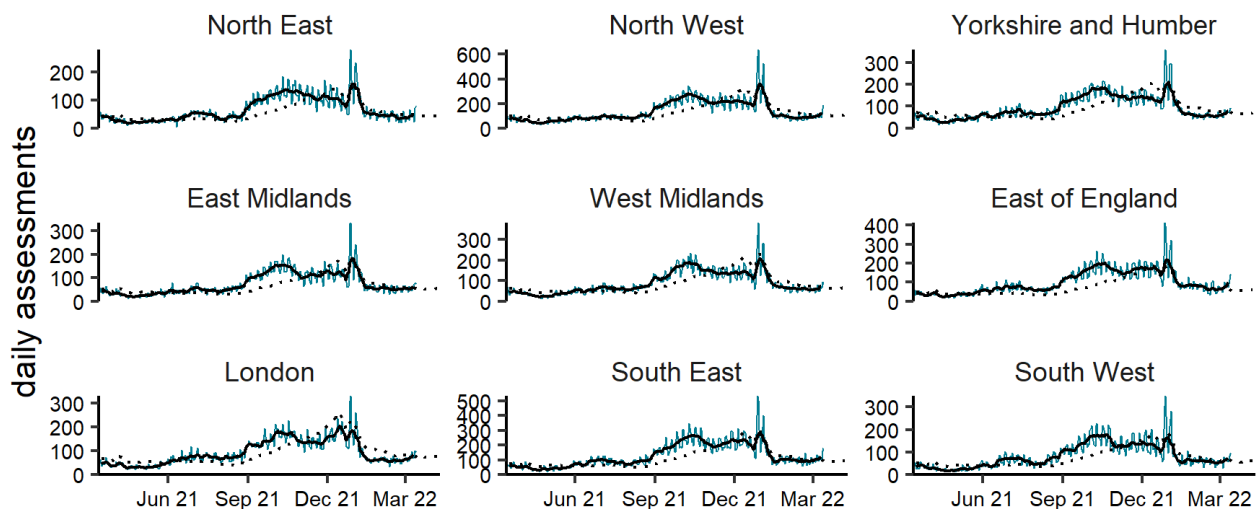 North East
North West
Yorkshire and Humber
200
100
0
600
400
200
0
300
200
100
0
daily assessments
East Midlands
West Midlands
East of England
300
200
100
0
300
200
100
0
400
300
200
100
0
London
South East
South West
300
200
100
0
500
400
300
200
100
0
300
200
100
0
Jun 21 Sep 21 Dec 21 Mar 22
Jun 21 Sep 21 Dec 21 Mar 22
Jun 21 Sep 21 Dec 21 Mar 22